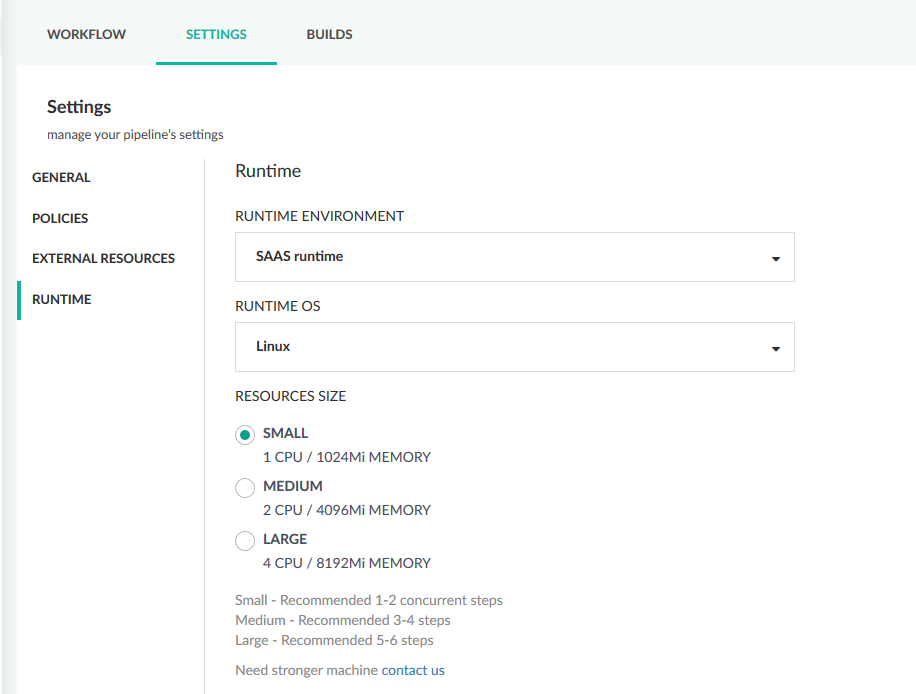 WORKFLOW SETTINGS BUILDS
Settings
manage your pipeline's settings
GENERAL
POLICIES
EXTERNAL RESOURCES
RUNTIME
Runtime
RUNTIME ENVIRONMENT
SAAS runtime
RUNTIME OS
Linux
RESOURCES SIZE
SMALL
1 CPU / 1024Mi MEMORY
MEDIUM
2 CPU / 4096Mi MEMORY
LARGE
4 CPU / 8192Mi MEMORY
Small - Recommended 1-2 concurrent steps
Medium - Recommended 3-4 steps
Large - Recommended 5-6 steps
Need stronger machine contact us